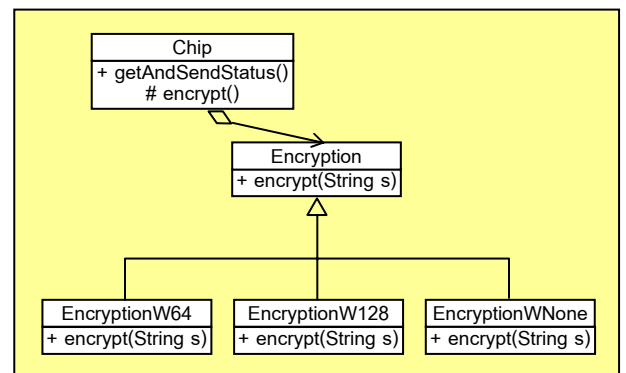 Chip
+ getAndSendStatus()
# encrypt()
Encryption
+ encrypt(String s)
EncryptionW64
+ encrypt(String s)
EncryptionW128
+ encrypt(String s)
EncryptionWNone
+ encrypt(String s)